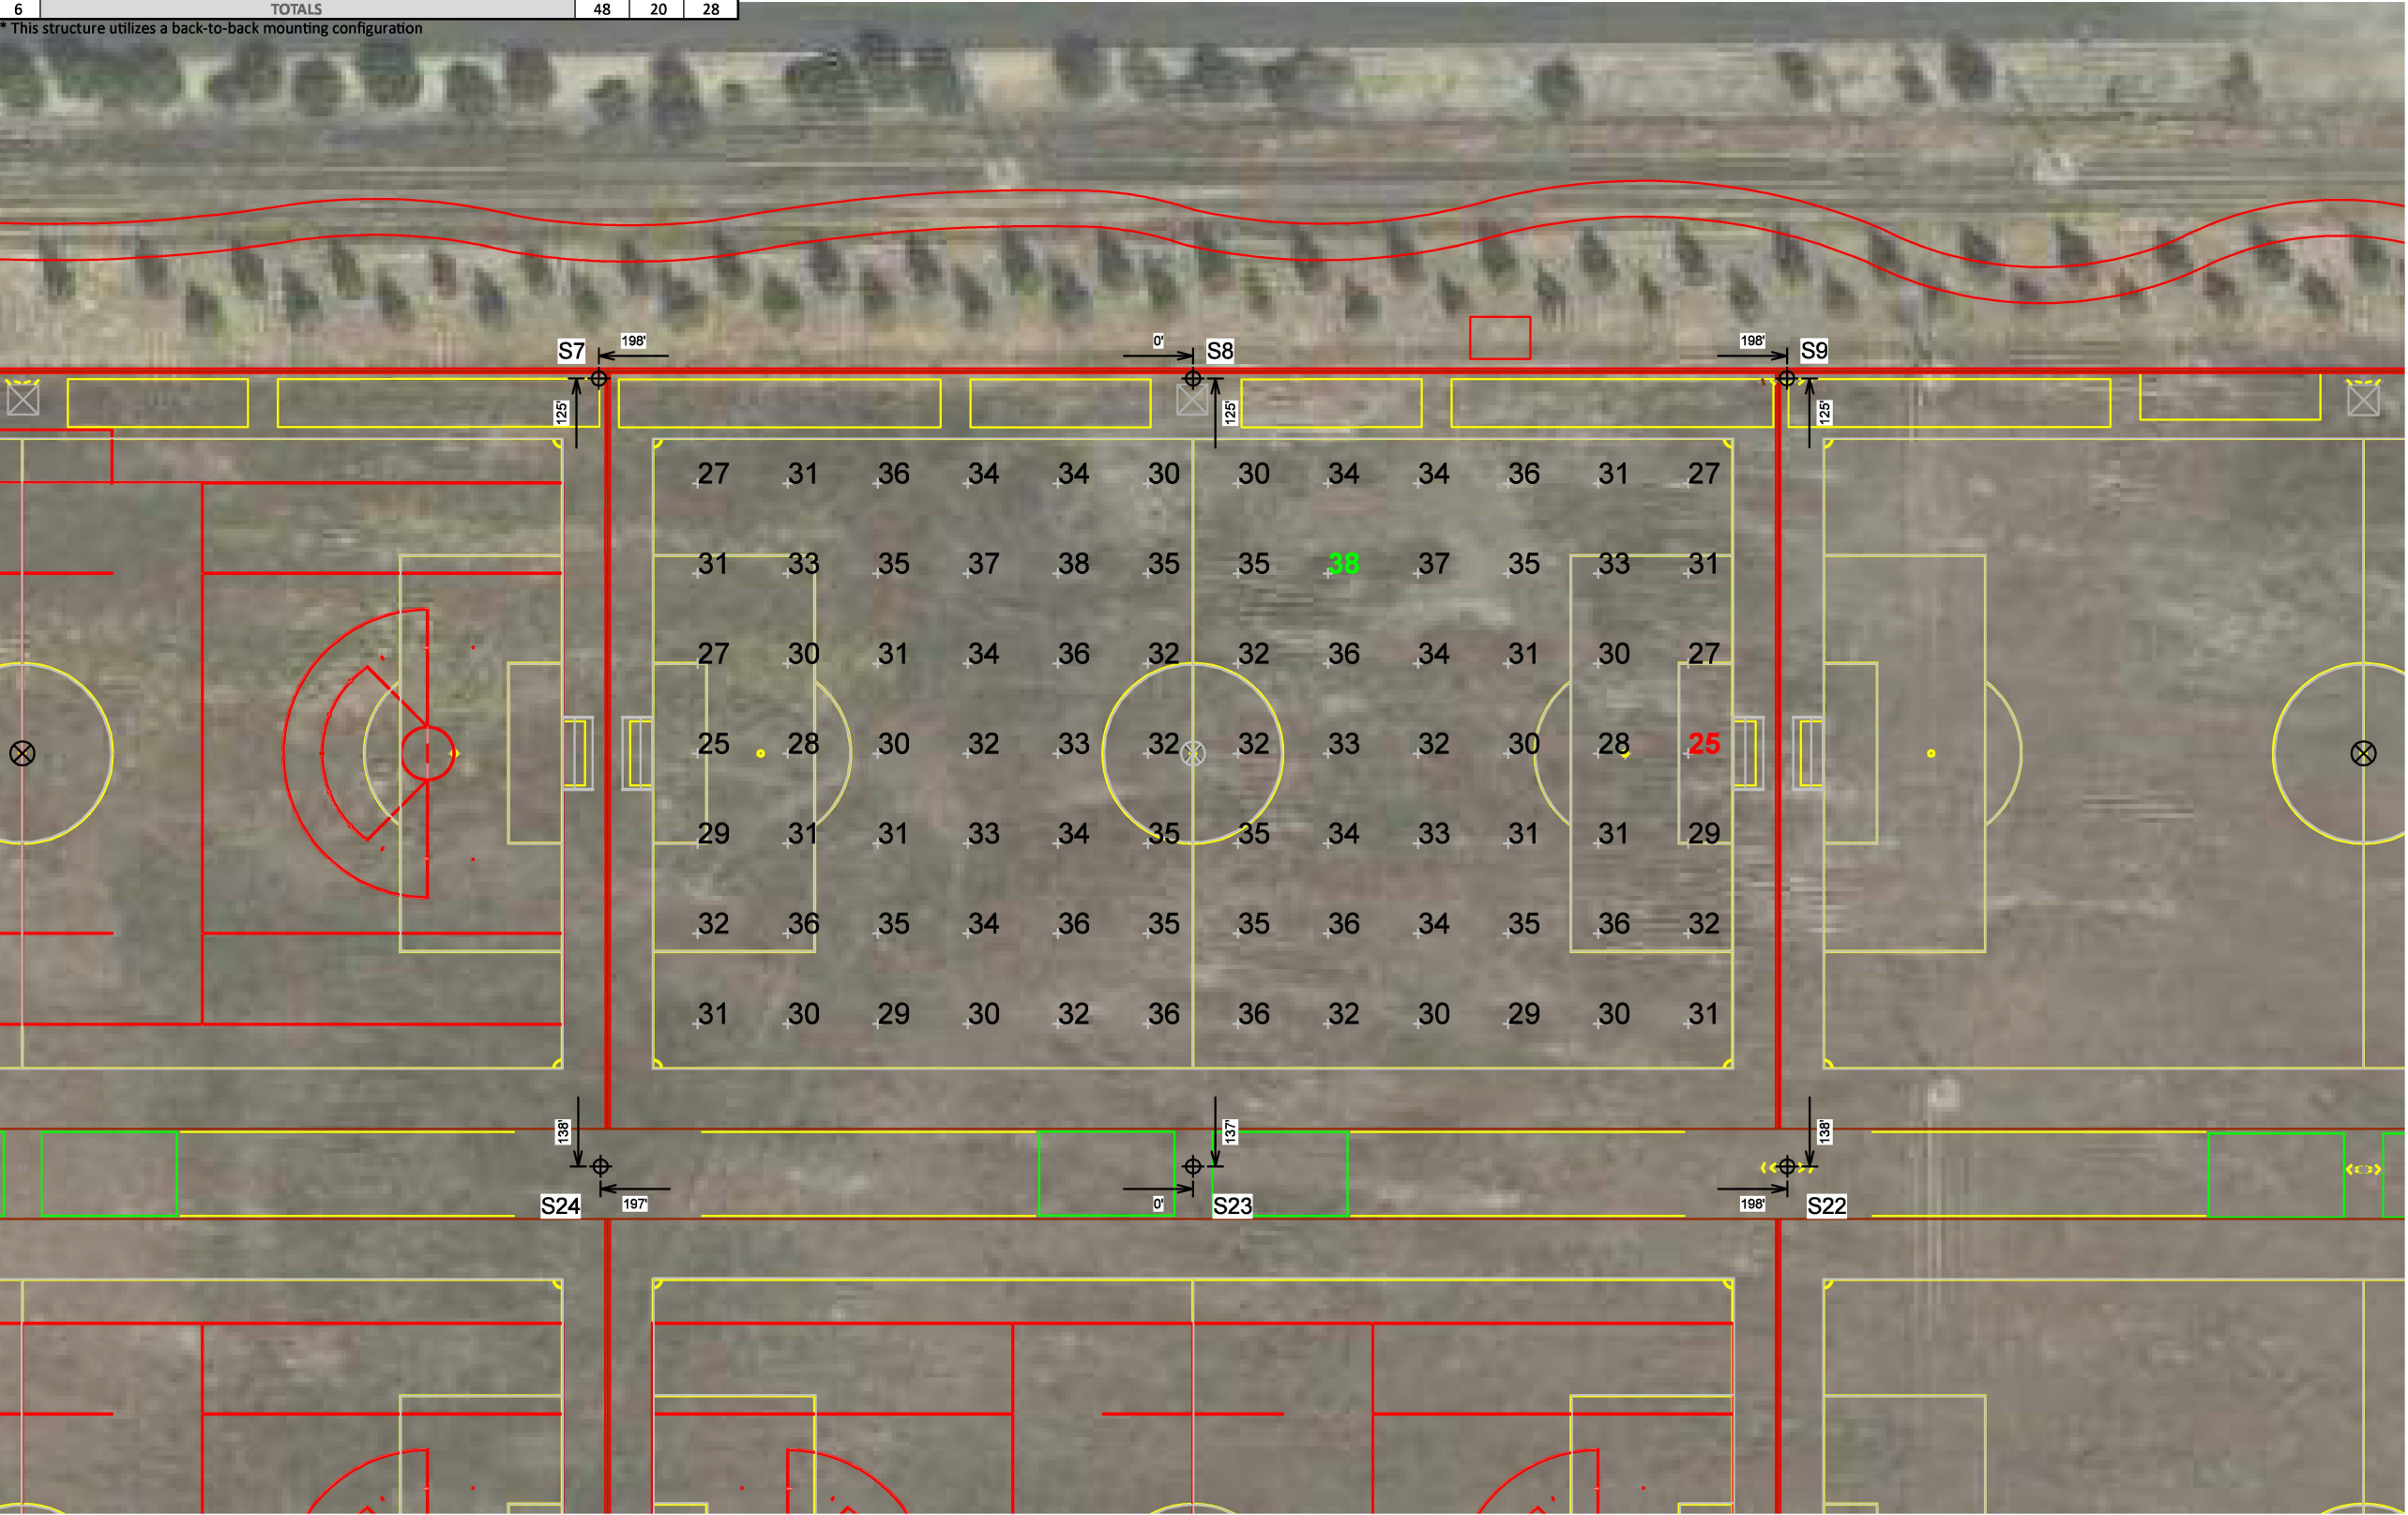 6 TOTALS 48 20 28
* This structure utilizes a back-to-back mounting configuration
S7 198' 0' S8 198' S9
125' 125' 125'
27 31 36 34 34 30 30 34 34 36 31 27
31 33 35 37 38 35 35 38 37 35 33 31
27 30 31 34 36 32 32 36 34 31 30 27
25 28 30 32 33 32 32 33 32 30 28 25
29 31 31 33 34 35 35 34 33 31 31 29
32 36 35 34 36 35 35 36 34 35 36 32
31 30 29 30 32 36 36 32 30 29 30 31
138' 137' 138'
S24 197' 0' S23 198' S22